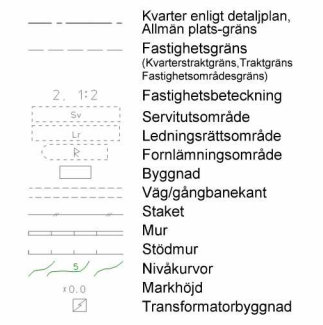 Kvarter enligt detaljplan,
Allmän plats-gräns
Fastighetsgräns
(Kvarterstraktgräns,Traktgräns
Fastighetsområdesgräns)
2, 1:2 Fastighetsbeteckning
Sv Servitutsområde
Lr Ledningsrättsområde
R Fornlämningsområde
Byggnad
Väg/gångbanekant
Staket
Mur
Stödmur
5 Nivåkurvor
x0.0 Markhöjd
Transformatorbyggnad